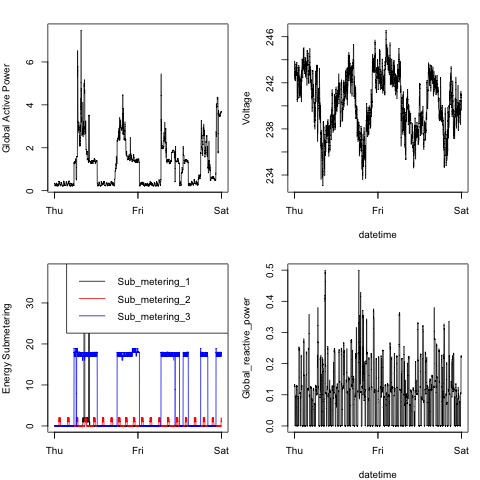 Global Active Power
0 2 4 6
Thu Fri Sat
Voltage
234 238 242 246
Thu Fri Sat
datetime
Energy Submetering
0 10 20 30
Sub_metering_1
Sub_metering_2
Sub_metering_3
Thu Fri Sat
Global_reactive_power
0.0 0.1 0.2 0.3 0.4 0.5
Thu Fri Sat
datetime